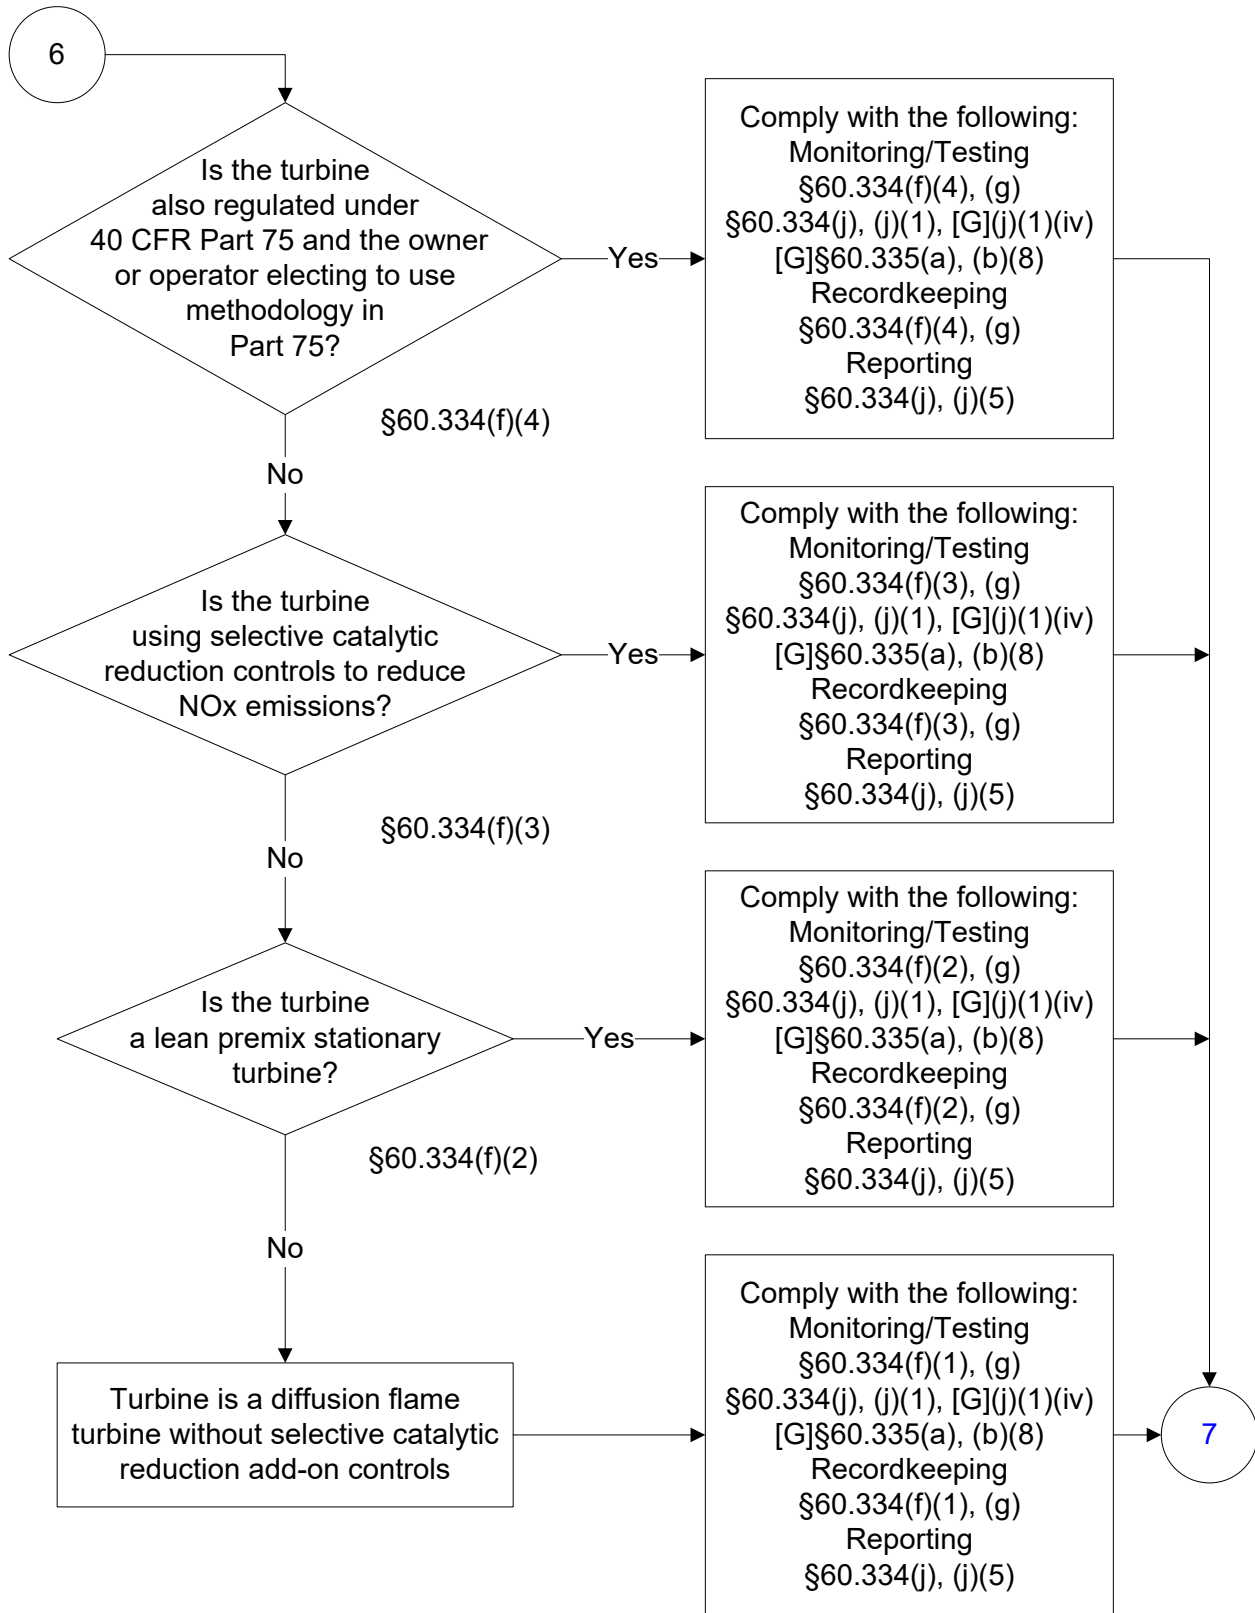 6
Is the turbine
also regulated under
40 CFR Part 75 and the owner
or operator electing to use
methodology in
Part 75?
Yes
Comply with the following:
Monitoring/Testing
§60.334(f)(4), (g)
§60.334(j), (j)(1), [G](j)(1)(iv)
[G]§60.335(a), (b)(8)
Recordkeeping
§60.334(f)(4), (g)
Reporting
§60.334(j), (j)(5)
§60.334(f)(4)
No
Is the turbine
using selective catalytic
reduction controls to reduce
NOx emissions?
Yes
Comply with the following:
Monitoring/Testing
§60.334(f)(3), (g)
§60.334(j), (j)(1), [G](j)(1)(iv)
[G]§60.335(a), (b)(8)
Recordkeeping
§60.334(f)(3), (g)
Reporting
§60.334(j), (j)(5)
§60.334(f)(3)
No
Is the turbine
a lean premix stationary
turbine?
Yes
Comply with the following:
Monitoring/Testing
§60.334(f)(2), (g)
§60.334(j), (j)(1), [G](j)(1)(iv)
[G]§60.335(a), (b)(8)
Recordkeeping
§60.334(f)(2), (g)
Reporting
§60.334(j), (j)(5)
§60.334(f)(2)
No
Turbine is a diffusion flame
turbine without selective catalytic
reduction add-on controls
Comply with the following:
Monitoring/Testing
§60.334(f)(1), (g)
§60.334(j), (j)(1), [G](j)(1)(iv)
[G]§60.335(a), (b)(8)
Recordkeeping
§60.334(f)(1), (g)
Reporting
§60.334(j), (j)(5)
7